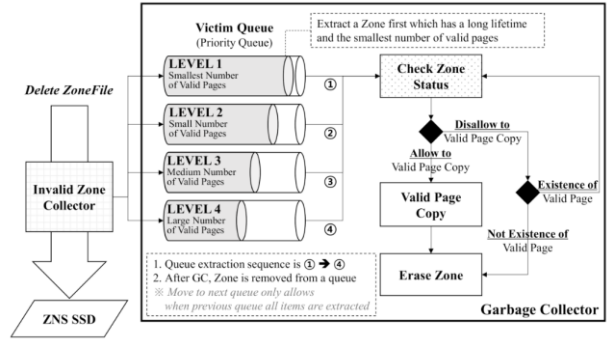 Victim Queue
(Priority Queue)
Extract a Zone first which has a long lifetime
and the smallest number of valid pages
Delete ZoneFile
Invalid Zone
Collector
ZNS SSD
LEVEL 1
Smallest Number
of Valid Pages
①
LEVEL 2
Small Number
of Valid Pages
②
LEVEL 3
Medium Number
of Valid Pages
③
LEVEL 4
Large Number
of Valid Pages
④
Check Zone
Status
Disallow to
Valid Page Copy
Allow to
Valid Page Copy
Existence of
Valid Page
Valid Page
Copy
Not Existence of
Valid Page
Erase Zone
1. Queue extraction sequence is ① ➔ ④
2. After GC, Zone is removed from a queue
※ Move to next queue only allows
when previous queue all items are extracted
Garbage Collector